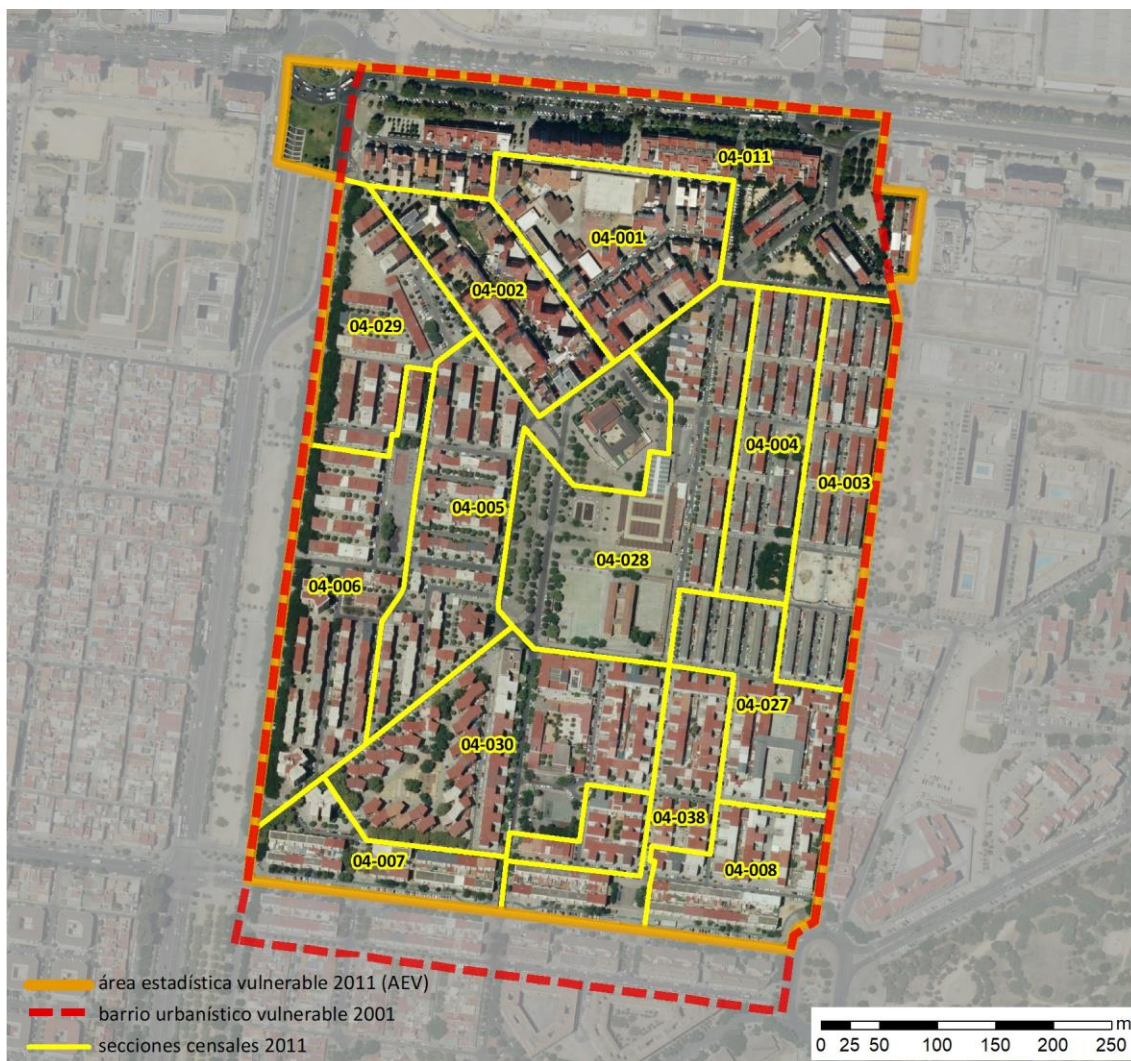 04-011
04-001
04-002
04-029
04-004
04-003
04-005
04-028
04-006
04-027
04-030
04-038
04-007
04-008
área estadística vulnerable 2011 (AEV)
barrio urbanístico vulnerable 2001
secciones censales 2011
m
0 25 50 100 150 200 250